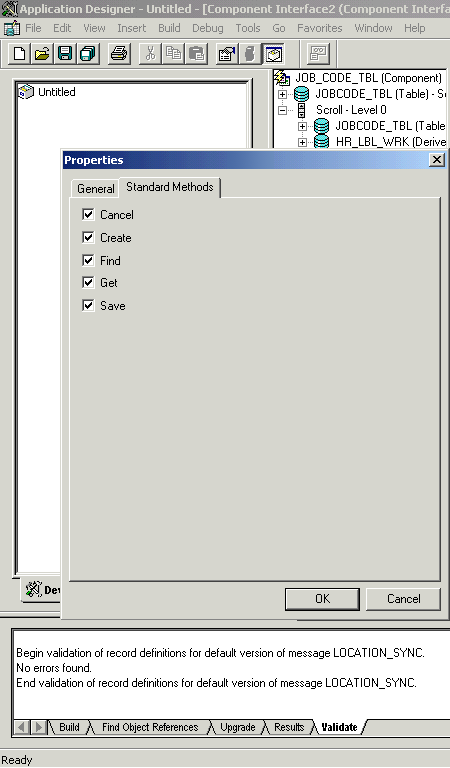 Application Designer - Untitled - [Component Interface2 (Component Interfa
File Edit View Insert Build Debug Tools Go Favorites Window Help
Untitled
JOB_CODE_TBL (Component)
JOBCODE_TBL (Table) - Sc
Scroll - Level 0
JOBCODE_TBL (Table
HR_LBL_WRK (Derive
Properties
General Standard Methods
Cancel
Create
Find
Get
Save
Dev
OK Cancel
Begin validation of record definitions for default version of message LOCATION_SYNC.
No errors found.
End validation of record definitions for default version of message LOCATION_SYNC.
Build Find Object References Upgrade Results Validate
Ready